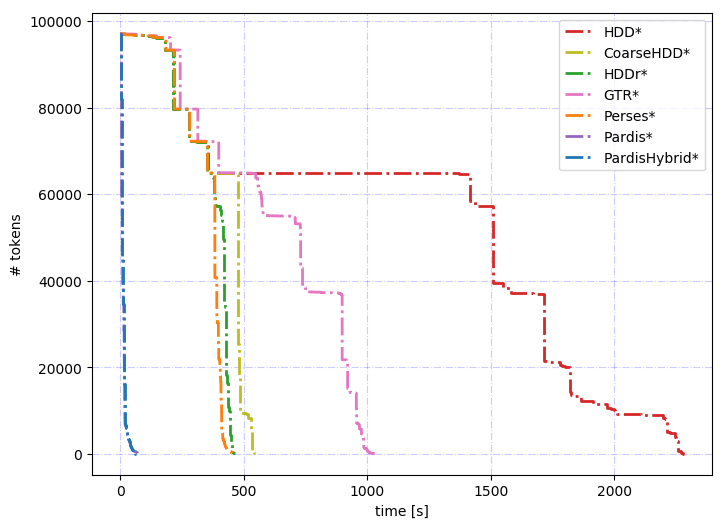 100000
80000
60000
40000
20000
0
# tokens
0
500
1000
1500
2000
time [s]
HDD*
CoarseHDD*
HDDr*
GTR*
Perses*
Pardis*
PardisHybrid*